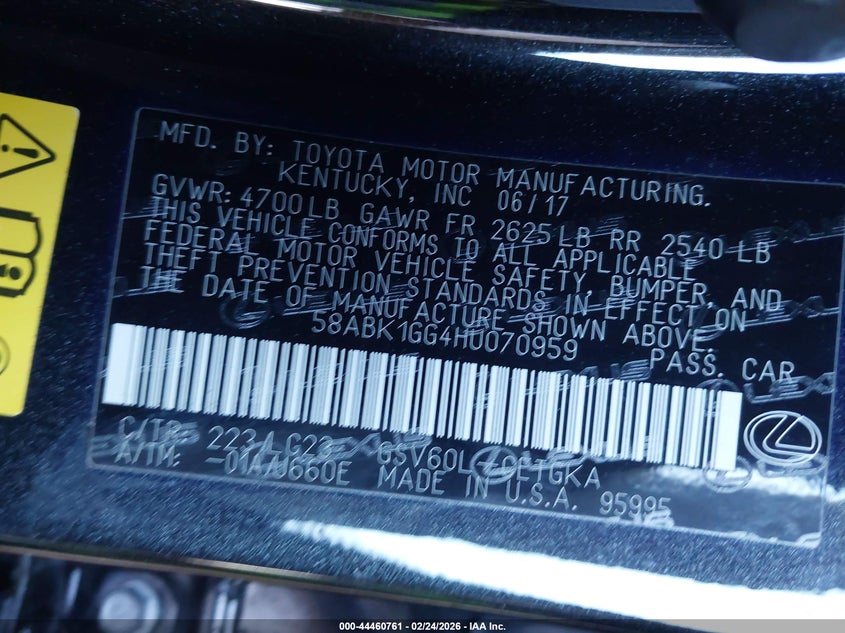 MFD. BY: TOYOTA MOTOR MANUFACTURING.
KENTUCKY, INC 06/17
GVWR: 4700LB GAWR FR 2625LB RR 2540 LB
THIS VEHICLE CONFORMS TO ALL APPLICABLE
FEDERAL MOTOR VEHICLE SAFETY, BUMPER, AND
THEFT PREVENTION STANDARDS IN EFFECT ON
THE DATE OF MANUFACTURE SHOWN ABOVE.
58ABK1GG4HU070959 PASS. CAR
C/TR: 223/LG23 GSV60L-CETGKA
A/TM: -01A/U660E MADE IN U.S.A. 95995
000-44460761 - 02/24/2026 - IAA Inc.